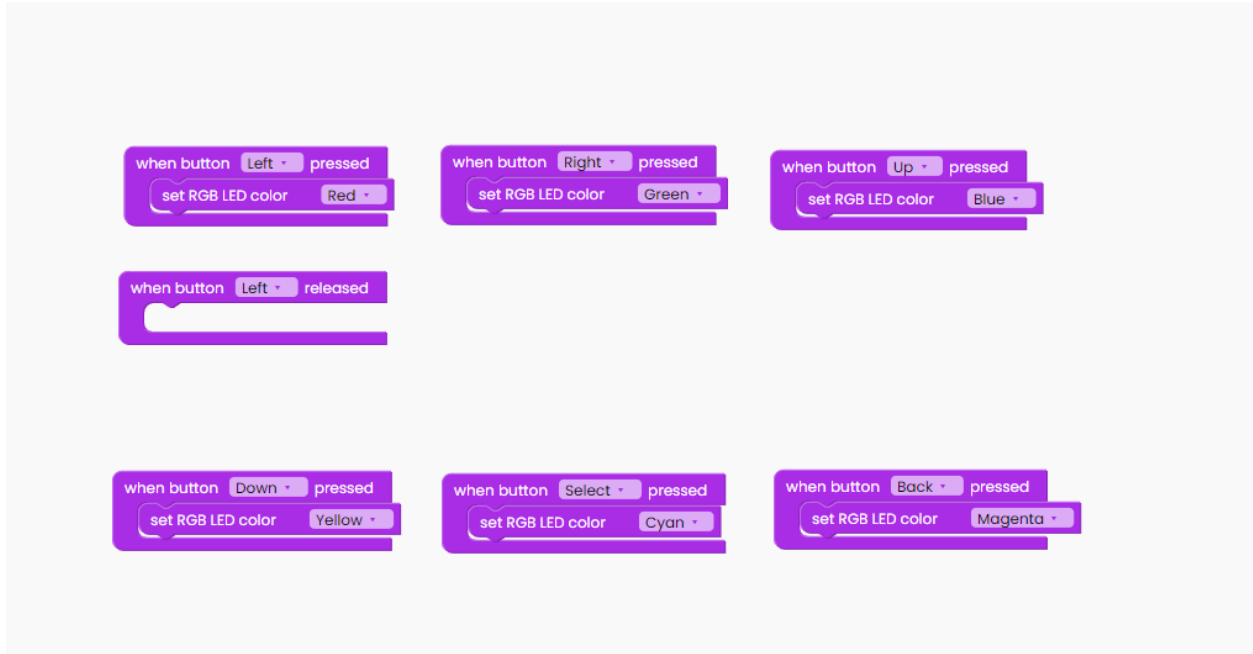 when button Left pressed
set RGB LED color Red
when button Right pressed
set RGB LED color Green
when button Up pressed
set RGB LED color Blue
when button Left released
when button Down pressed
set RGB LED color Yellow
when button Select pressed
set RGB LED color Cyan
when button Back pressed
set RGB LED color Magenta